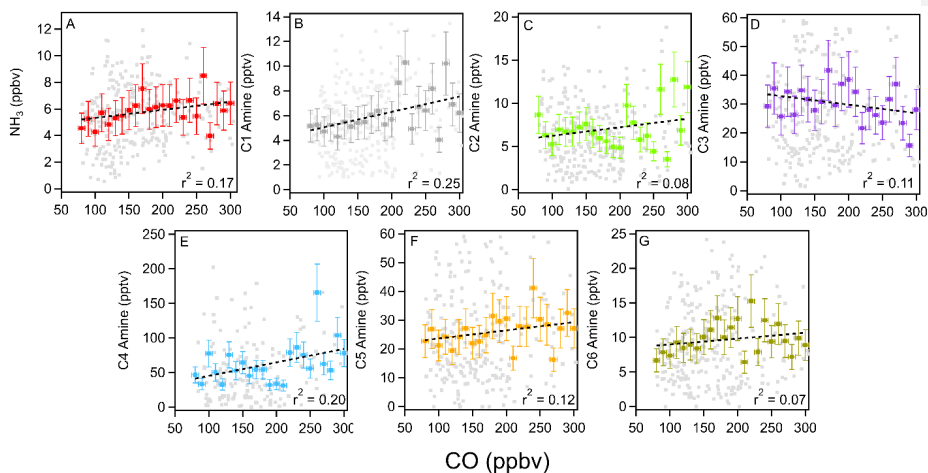 A
NH3 (ppbv)
14
12
10
8
6
4
2
0
r² = 0.17
50 100 150 200 250 300
B
C1 Amine (pptv)
14
12
10
8
6
4
2
0
r² = 0.25
50 100 150 200 250 300
C
C2 Amine (pptv)
20
15
10
5
0
r² = 0.08
50 100 150 200 250 300
D
C3 Amine (pptv)
60
50
40
30
20
10
0
r² = 0.11
50 100 150 200 250 300
E
C4 Amine (pptv)
250
200
150
100
50
0
r² = 0.20
50 100 150 200 250 300
F
C5 Amine (pptv)
60
50
40
30
20
10
0
r² = 0.12
50 100 150 200 250 300
G
C6 Amine (pptv)
25
20
15
10
5
0
r² = 0.07
50 100 150 200 250 300
CO (ppbv)